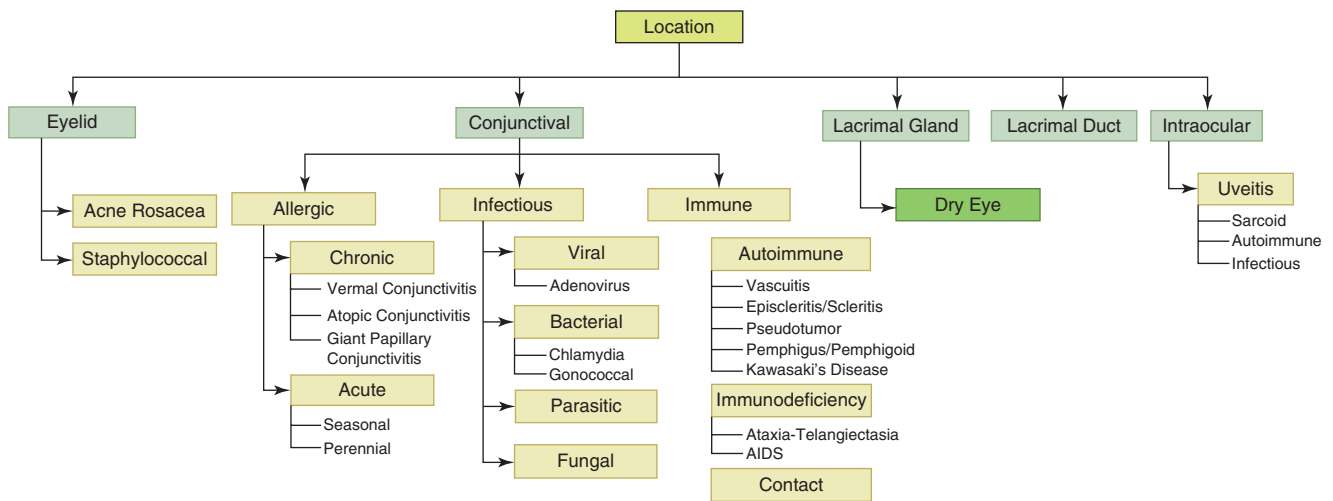 Location
Eyelid
Conjunctival
Lacrimal Gland
Lacrimal Duct
Intraocular
Acne Rosacea
Staphylococcal
Allergic
Chronic
Vermal Conjunctivitis
Atopic Conjunctivitis
Giant Papillary
Conjunctivitis
Acute
Seasonal
Perennial
Infectious
Viral
Adenovirus
Bacterial
Chlamydia
Gonococcal
Parasitic
Fungal
Immune
Autoimmune
Vascuitis
Episcleritis/Scleritis
Pseudotumor
Pemphigus/Pemphigoid
Kawasaki's Disease
Immunodeficiency
Ataxia-Telangiectasia
AIDS
Contact
Dry Eye
Uveitis
Sarcoid
Autoimmune
Infectious